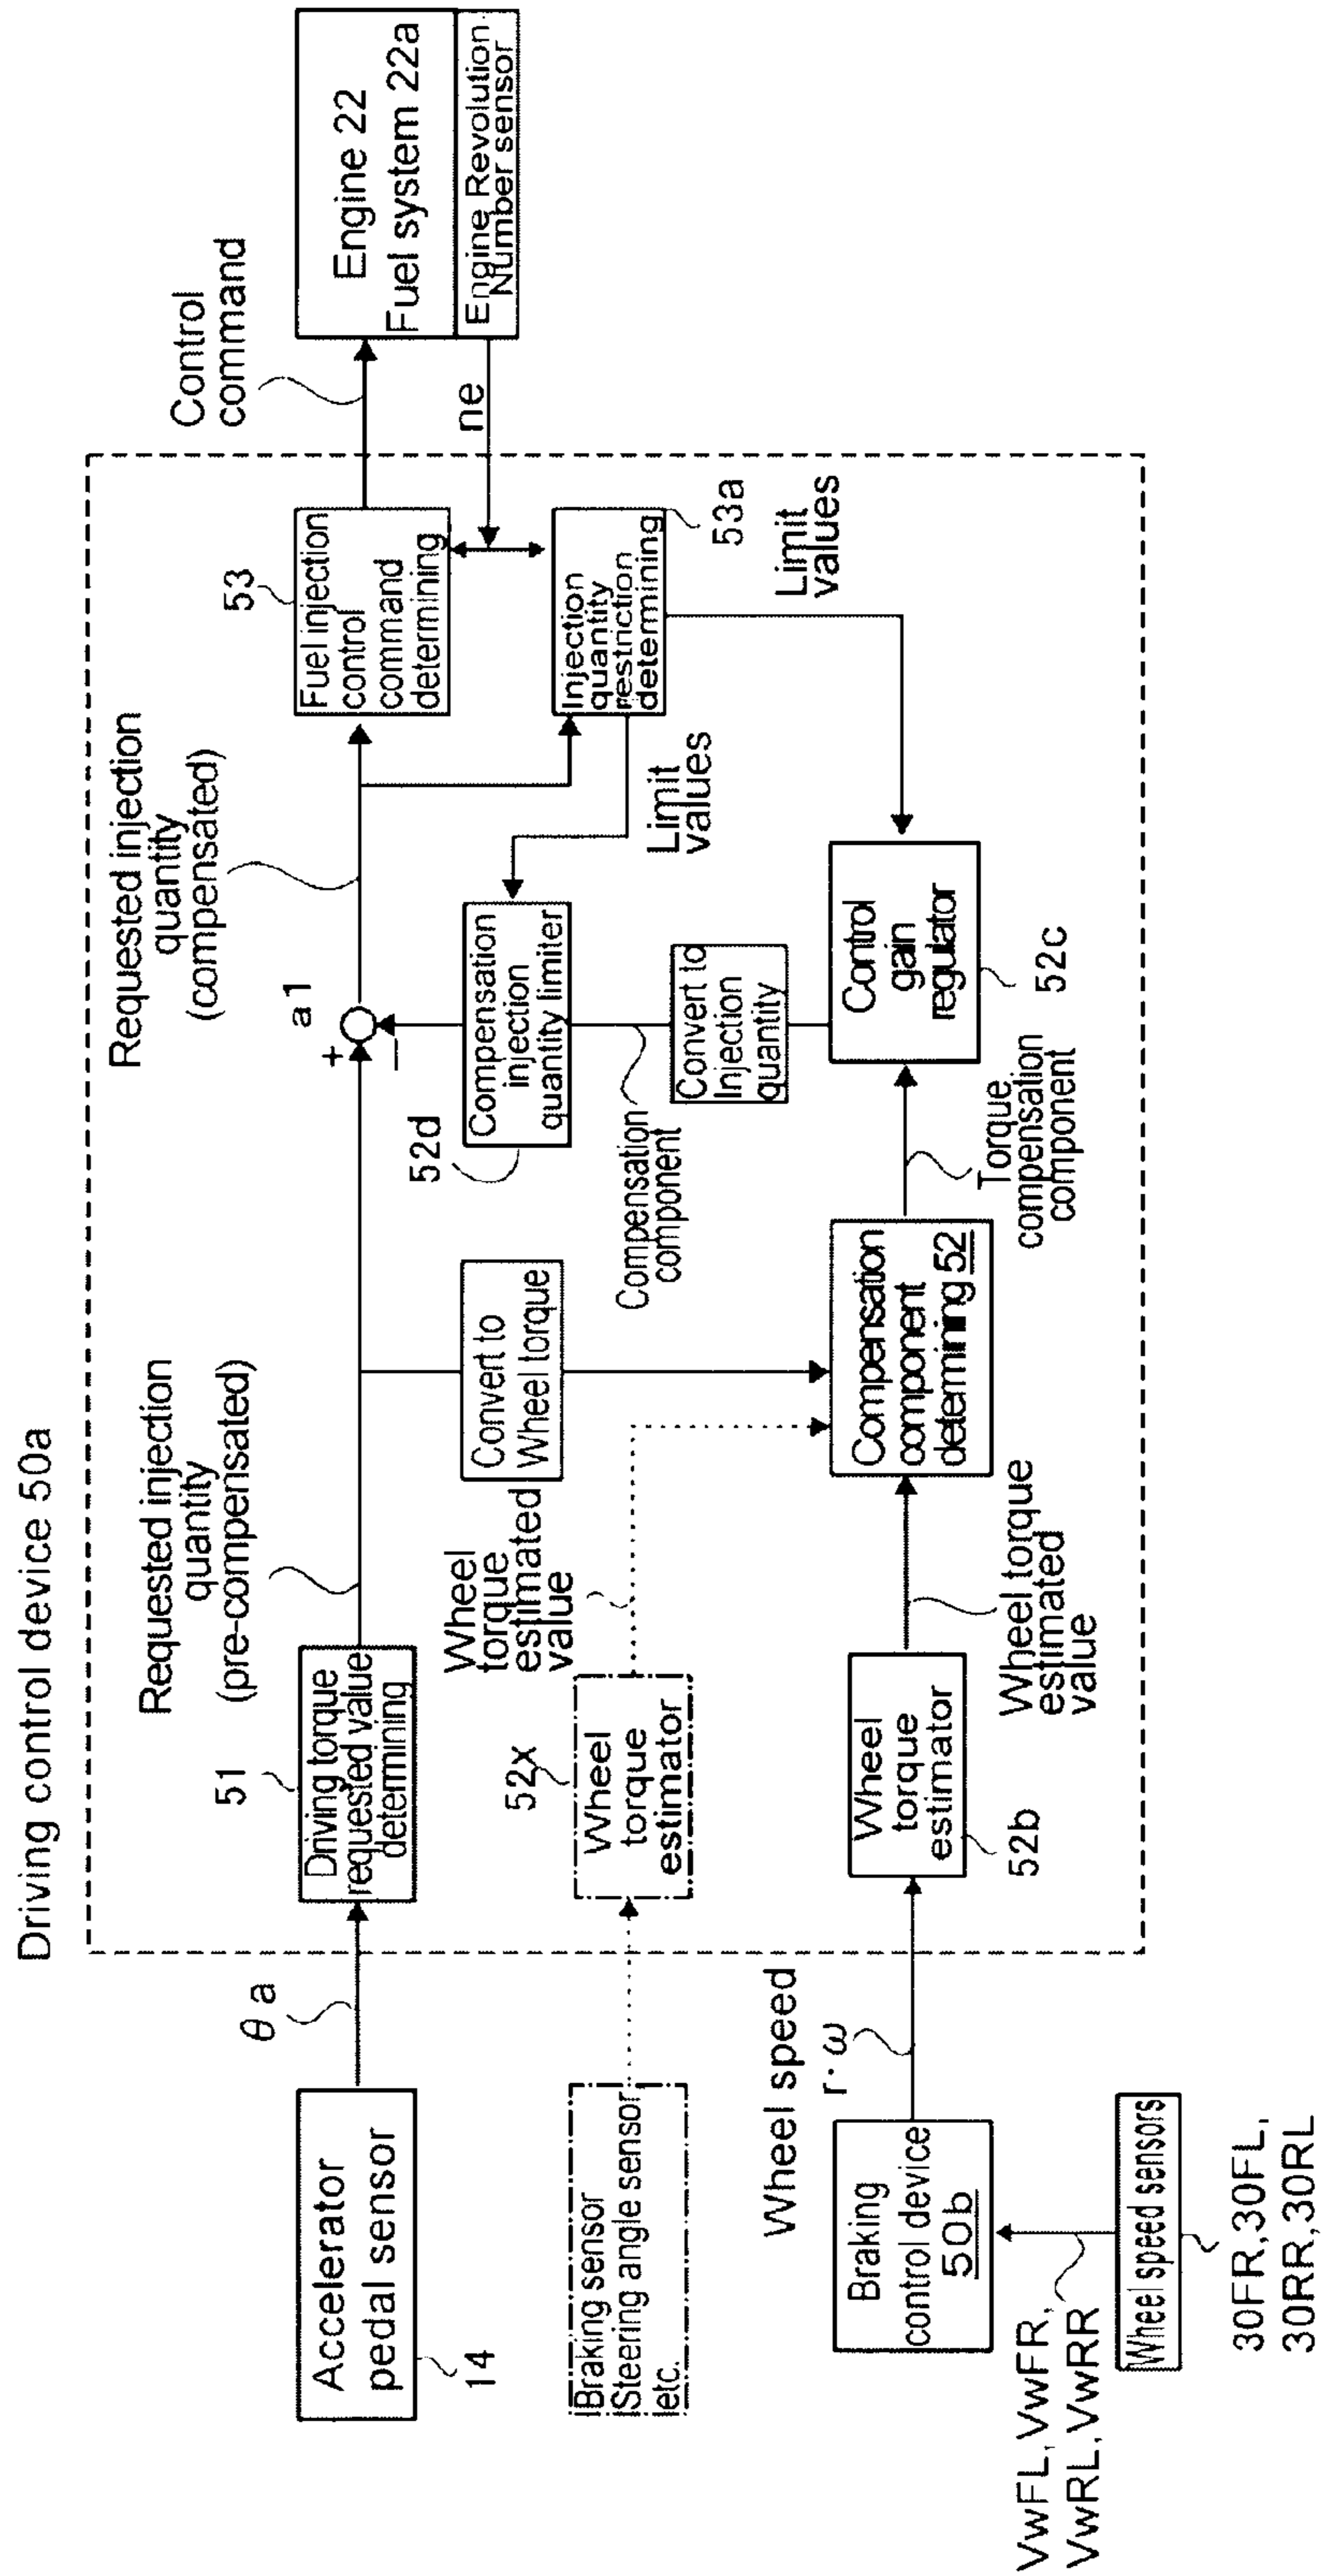 Driving control device 50a
Accelerator
pedal sensor
14
θa
Driving torque
requested value
determining
51
Requested injection
quantity
(pre-compensated)
+
−
a1
Requested injection
quantity
(compensated)
Fuel injection
control
command
determining
53
Control
command
Engine 22
Fuel system 22a
Engine Revolution
Number sensor
ne
Injection
quantity
restriction
determining
53a
Limit
values
Limit
values
Compensation
injection
quantity limiter
52d
Compensation
component
Convert to
Injection
quantity
Control
gain
regulator
52c
Torque
compensation
component
Convert to
Wheel torque
Compensation
component
determining 52
Wheel
torque
estimated
value
Wheel
torque
estimator
52x
Braking sensor
Steering angle sensor
etc.
Wheel torque
estimated
value
Wheel
torque
estimator
52b
Wheel speed
r·ω
Braking
control device
50b
VwFL,VwFR,
VwRL,VwRR
Wheel speed sensors
30FR,30FL,
30RR,30RL